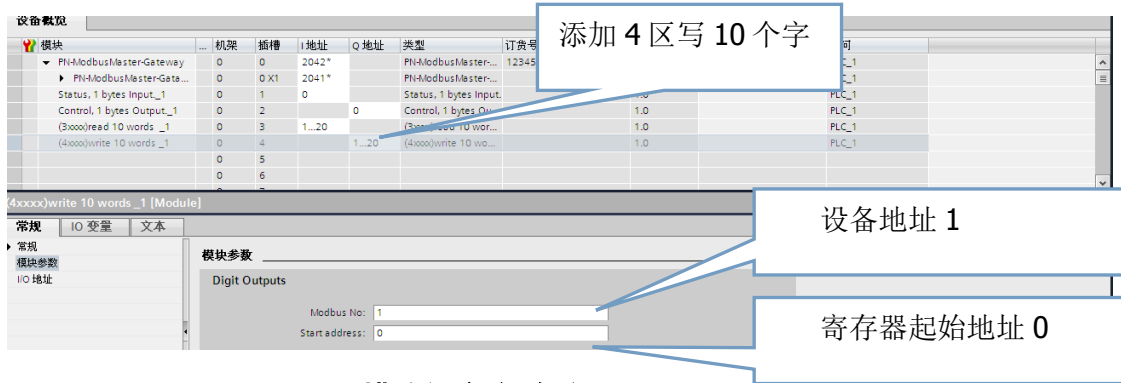 设备概览
添加 4 区写 10 个字
模块 ... 机架 插槽 I 地址 Q 地址 类型 订货号
PN-ModbusMaster-Gateway 0 0 2042* PN-ModbusMaster-... 12345
PN-ModbusMaster-Gata... 0 0 X1 2041* PN-ModbusMaster-... PLC_1
Status, 1 bytes Input._1 0 1 0 Status, 1 bytes Input. 1.0 PLC_1
Control, 1 bytes Output._1 0 2 0 Control, 1 bytes Ou... 1.0 PLC_1
(3xxxx)read 10 words _1 0 3 1...20 (3xxxx)read 10 wor... 1.0 PLC_1
(4xxxx)write 10 words _1 0 4 1...20 (4xxxx)write 10 wo... 1.0 PLC_1
0 5
0 6
(4xxxx)write 10 words _1 [Module]
常规 IO 变量 文本
常规
模块参数
I/O 地址
模块参数
Digit Outputs
Modbus No: 1
Start address: 0
设备地址 1
寄存器起始地址 0